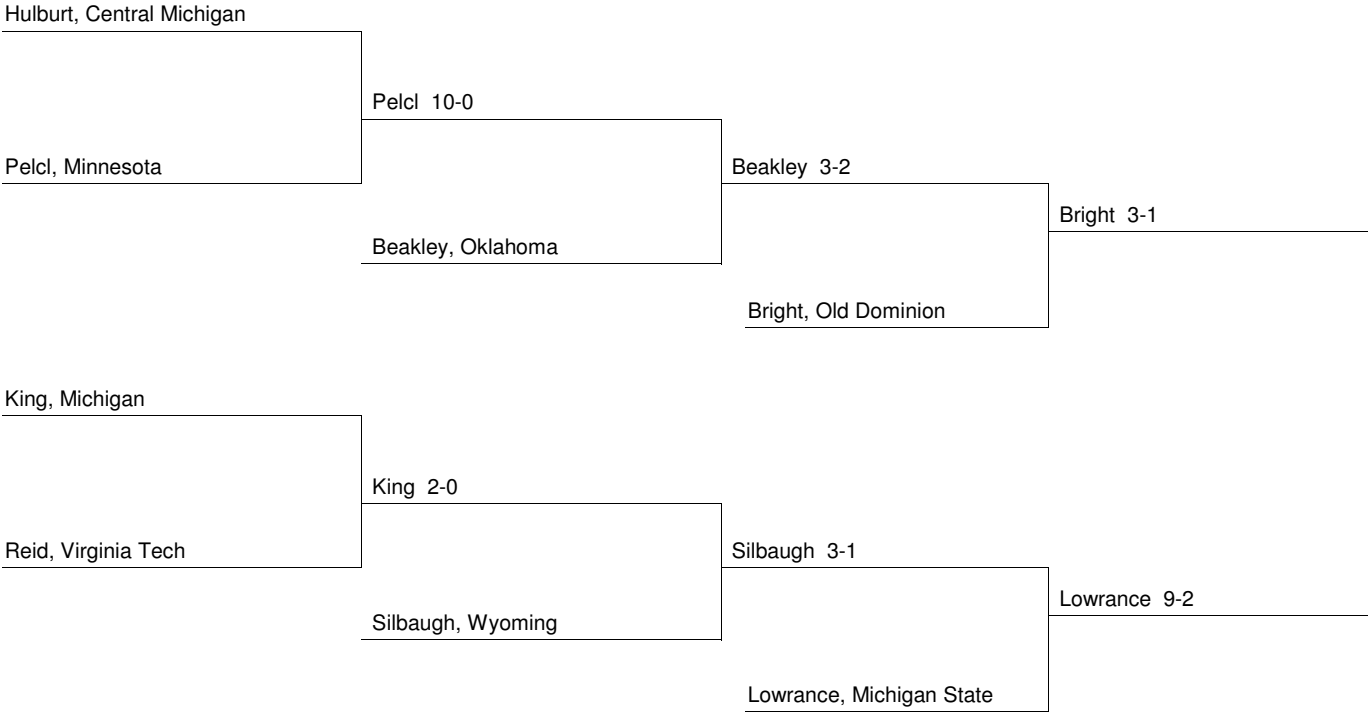 Hulburt, Central Michigan
Pelcl  10-0
Pelcl, Minnesota
Beakley  3-2
Bright  3-1
Beakley, Oklahoma
Bright, Old Dominion
King, Michigan
King  2-0
Reid, Virginia Tech
Silbaugh  3-1
Lowrance  9-2
Silbaugh, Wyoming
Lowrance, Michigan State